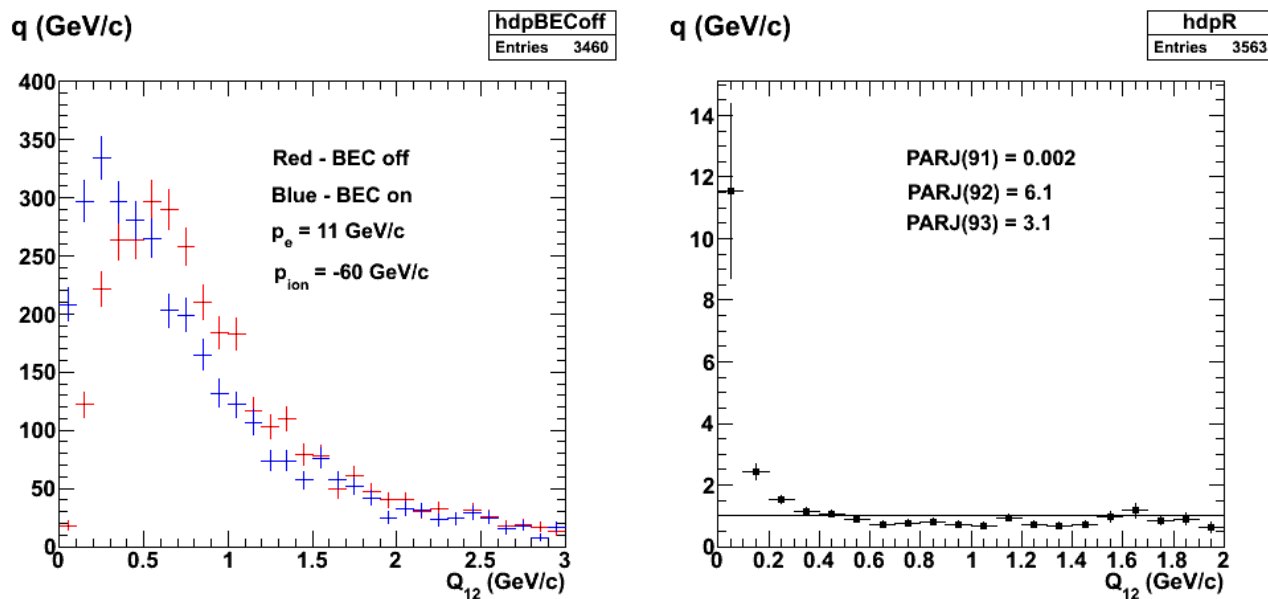 q (GeV/c)
hdpBECoff
Entries 3460
400
350
300
250
200
150
100
50
0
Red - BEC off
Blue - BEC on
p_e = 11 GeV/c
p_ion = -60 GeV/c
0 0.5 1 1.5 2 2.5 3
Q_12 (GeV/c)
q (GeV/c)
hdpR
Entries 3563
14
12
10
8
6
4
2
0
PARJ(91) = 0.002
PARJ(92) = 6.1
PARJ(93) = 3.1
0 0.2 0.4 0.6 0.8 1 1.2 1.4 1.6 1.8 2
Q_12 (GeV/c)